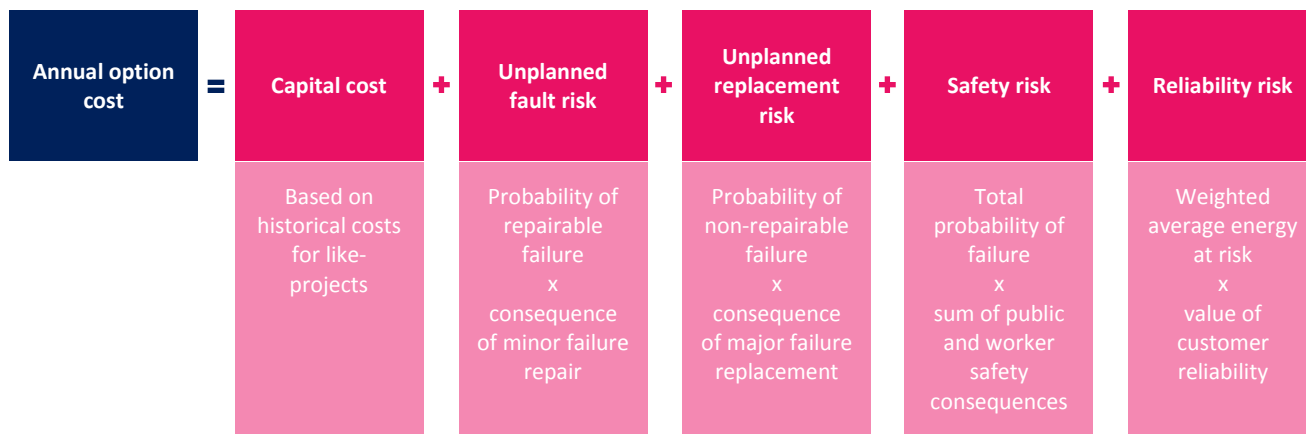 Annual option
cost
=
Capital cost
+
Unplanned
fault risk
+
Unplanned
replacement
risk
+
Safety risk
+
Reliability risk
Based on
historical costs
for like-
projects
Probability of
repairable
failure
x
consequence
of minor failure
repair
Probability of
non-repairable
failure
x
consequence
of major failure
replacement
Total
probability of
failure
x
sum of public
and worker
safety
consequences
Weighted
average energy
at risk
x
value of
customer
reliability